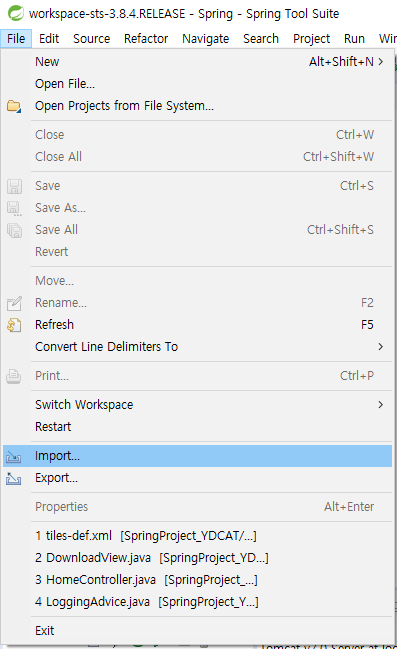 workspace-sts-3.8.4.RELEASE - Spring - Spring Tool Suite
File Edit Source Refactor Navigate Search Project Run
New Alt+Shift+N
Open File...
Open Projects from File System...
Close Ctrl+W
Close All Ctrl+Shift+W
Save Ctrl+S
Save As...
Save All Ctrl+Shift+S
Revert
Move...
Rename... F2
Refresh F5
Convert Line Delimiters To
Print... Ctrl+P
Switch Workspace
Restart
Import...
Export...
Properties Alt+Enter
1 tiles-def.xml [SpringProject_YDCAT/...]
2 DownloadView.java [SpringProject_YD...]
3 HomeController.java [SpringProject_...]
4 LoggingAdvice.java [SpringProject_Y...]
Exit